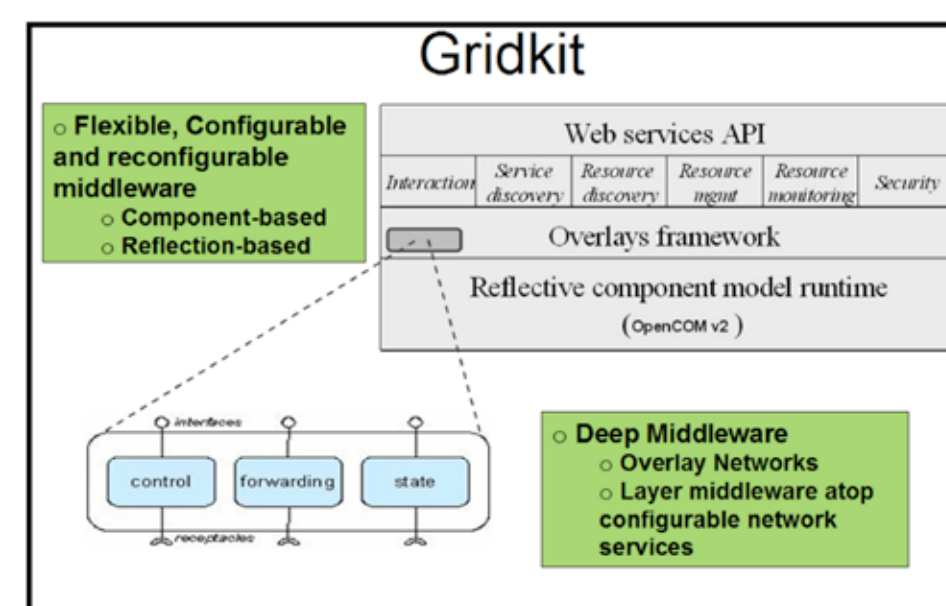 Gridkit
○ Flexible, Configurable
and reconfigurable
middleware
○ Component-based
○ Reflection-based
Web services API
Interaction
Service
discovery
Resource
discovery
Resource
mgmt
Resource
monitoring
Security
Overlays framework
Reflective component model runtime
(OpenCOM v2)
interfaces
control
forwarding
state
receptacles
○ Deep Middleware
○ Overlay Networks
○ Layer middleware atop
configurable network
services